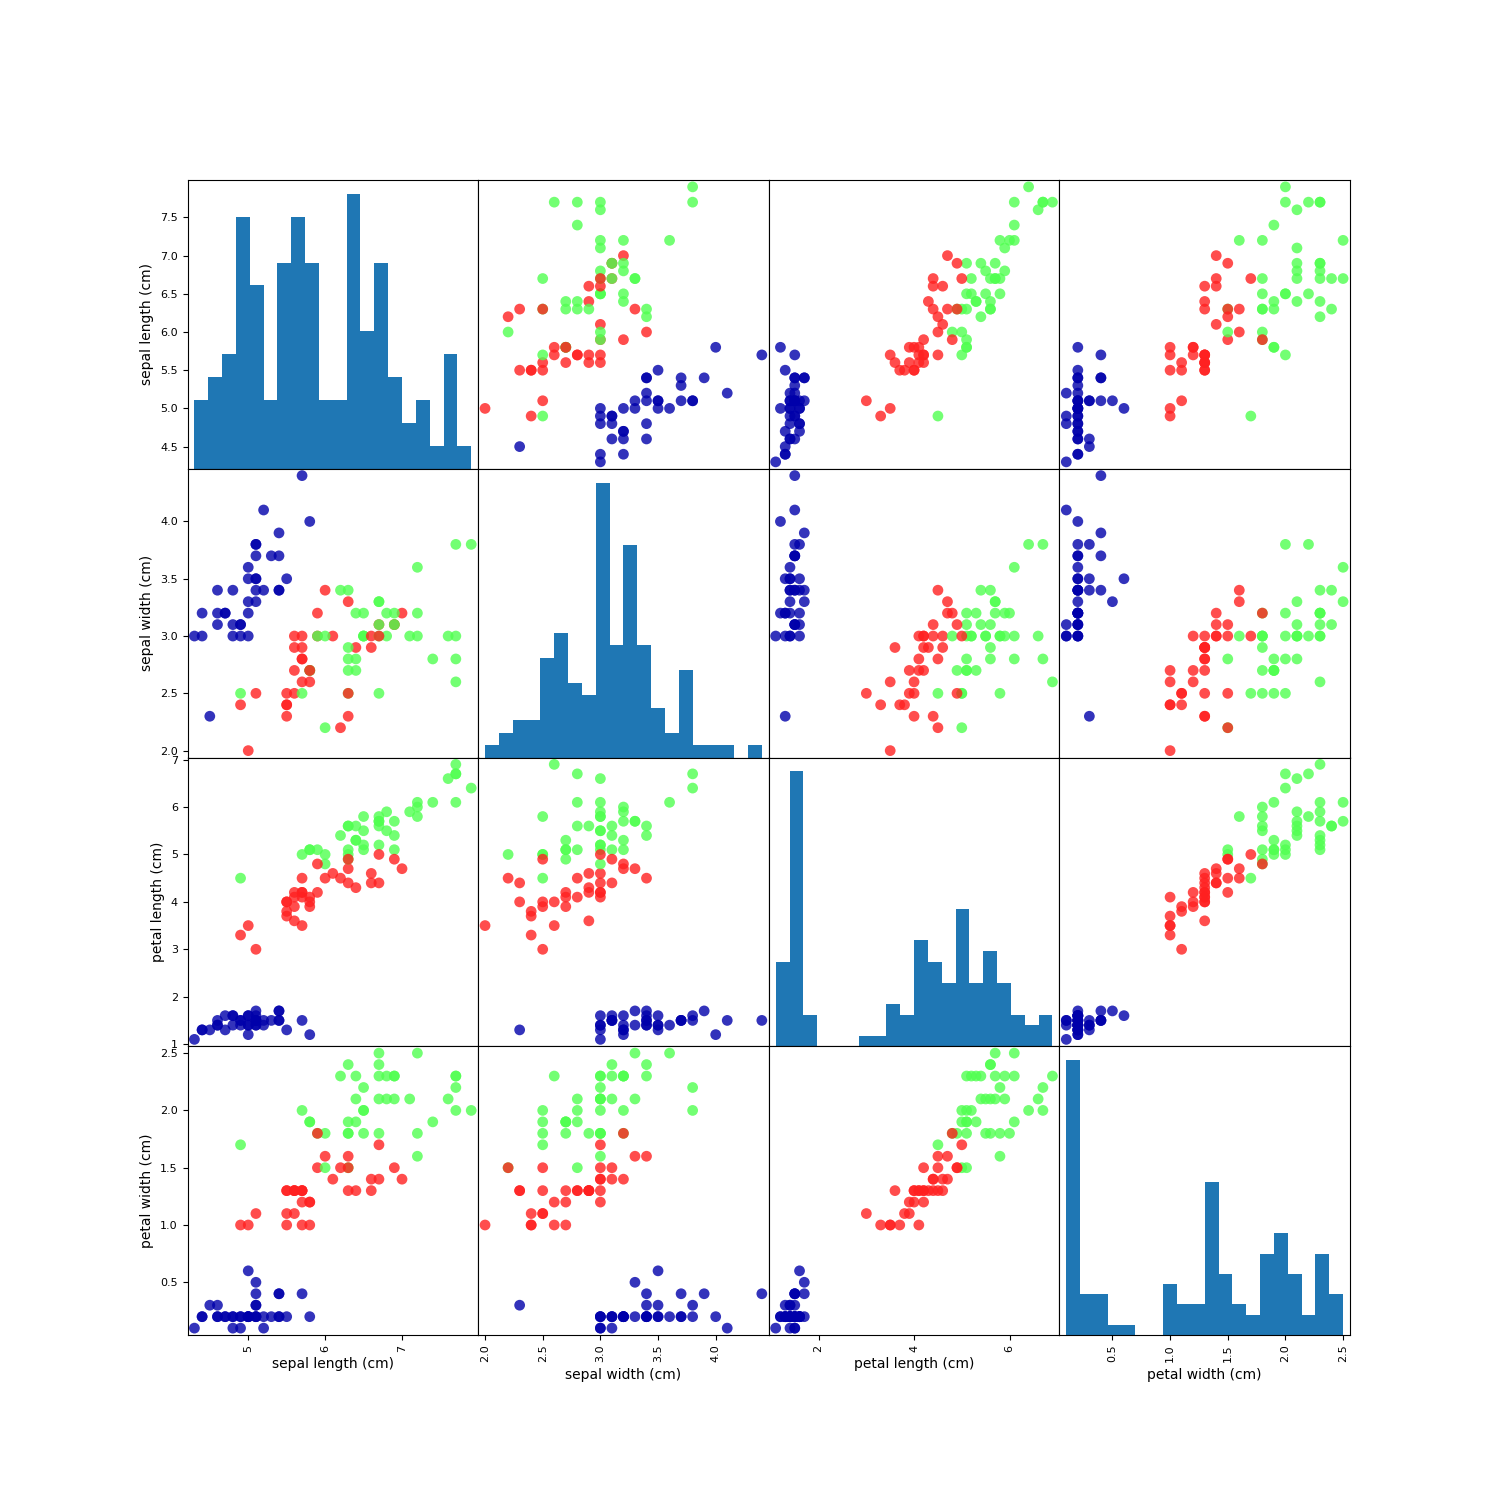 sepal length (cm)
7.5
7.0
6.5
6.0
5.5
5.0
4.5
sepal width (cm)
4.0
3.5
3.0
2.5
2.0
petal length (cm)
7
6
5
4
3
2
1
petal width (cm)
2.5
2.0
1.5
1.0
0.5
5 6 7
sepal length (cm)
2.0 2.5 3.0 3.5 4.0
sepal width (cm)
2 4 6
petal length (cm)
0.5 1.0 1.5 2.0 2.5
petal width (cm)